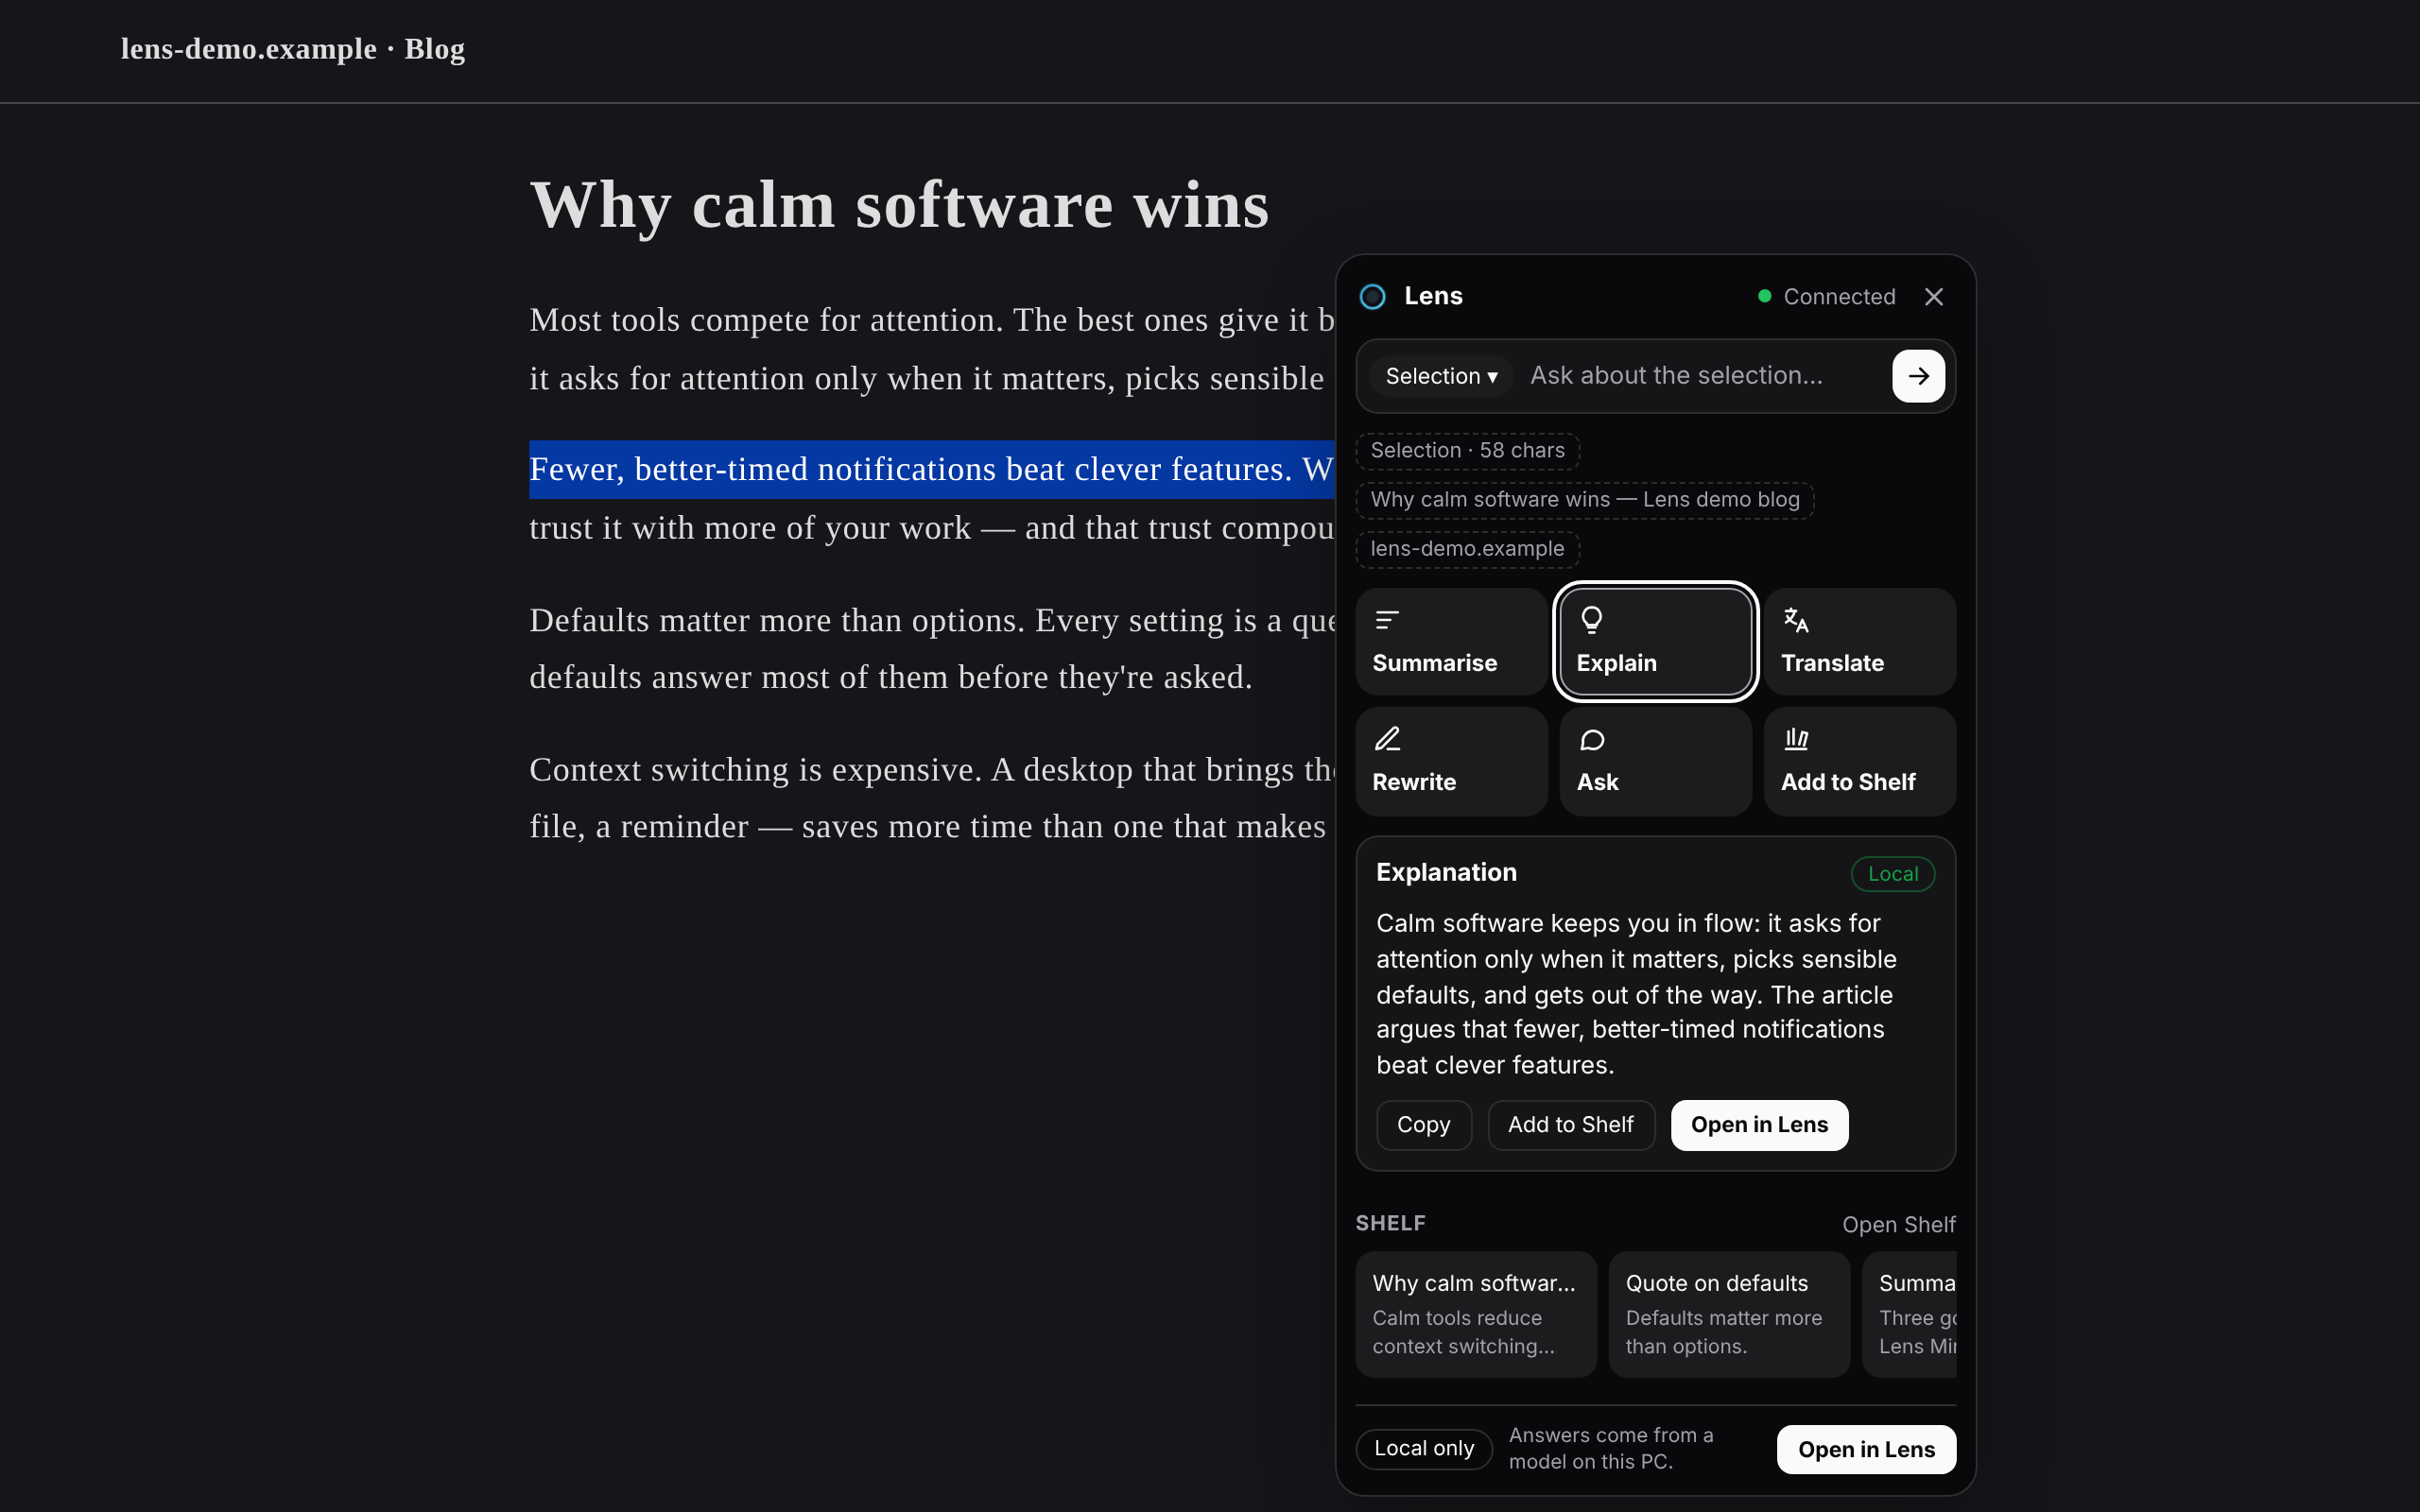 lens-demo.example · Blog
Why calm software wins
Most tools compete for attention. The best ones give it
it asks for attention only when it matters, picks sensible
Fewer, better-timed notifications beat clever features.
trust it with more of your work — and that trust
Defaults matter more than options. Every setting is a
defaults answer most of them before they're asked.
Context switching is expensive. A desktop that brings
file, a reminder — saves more time than one that makes
Lens
Connected
Selection ▾
Ask about the selection...
Selection · 58 chars
Why calm software wins — Lens demo blog
lens-demo.example
Summarise
Explain
Translate
Rewrite
Ask
Add to Shelf
Explanation
Local
Calm software keeps you in flow: it asks for
attention only when it matters, picks sensible
defaults, and gets out of the way. The article
argues that fewer, better-timed notifications
beat clever features.
Copy
Add to Shelf
Open in Lens
SHELF
Open Shelf
Why calm softwar...
Calm tools reduce
context switching...
Quote on defaults
Defaults matter more
than options.
Three
Lens
Local only
Answers come from a
model on this PC.
Open in Lens